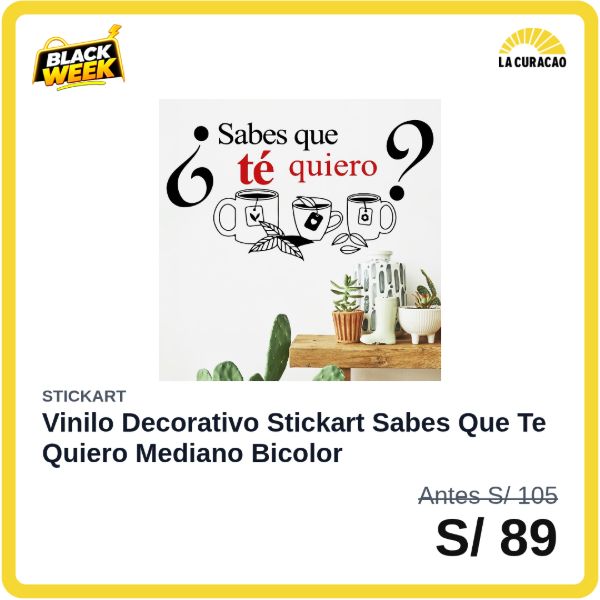 BLACK
WEEK
LA CURACAO
¿Sabes que
té quiero?
STICKART
Vinilo Decorativo Stickart Sabes Que Te
Quiero Mediano Bicolor
Antes S/ 105
S/ 89